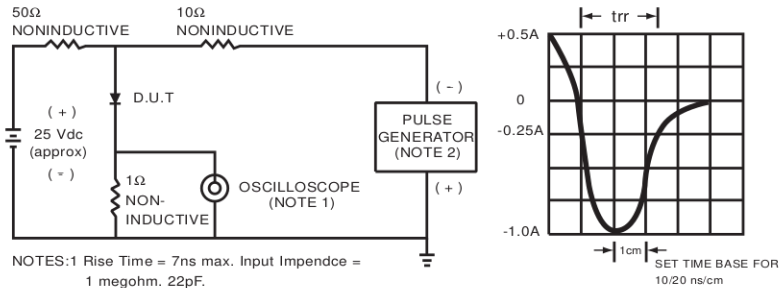 50Ω
NONINDUCTIVE
10Ω
NONINDUCTIVE
D.U.T
( + )
25 Vdc
(approx)
( - )
1Ω
NON-
INDUCTIVE
OSCILLOSCOPE
(NOTE 1)
( - )
PULSE
GENERATOR
(NOTE 2)
( + )
NOTES:1 Rise Time = 7ns max. Input Impendce =
1 megohm. 22pF.
trr
+0.5A
0
-0.25A
-1.0A
1cm
SET TIME BASE FOR
10/20 ns/cm